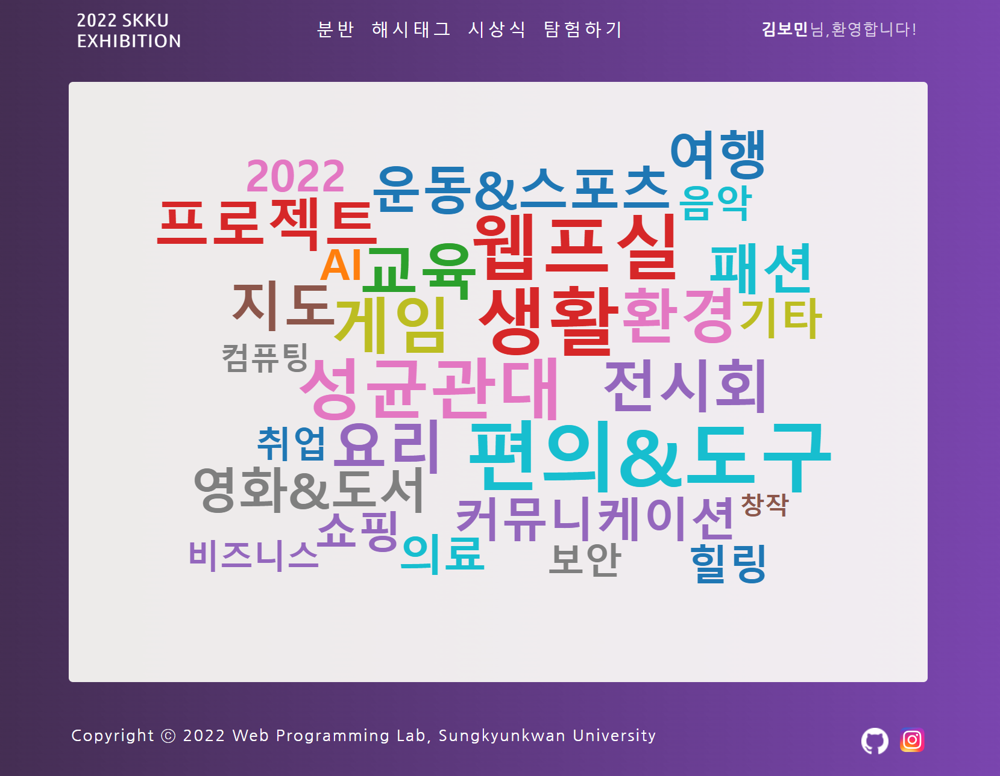 2022 SKKU
EXHIBITION
분반 해시태그 시상식 탐험하기
김보민님,환영합니다!
여행
2022
운동&스포츠
음악
프로젝트
웹프실
AI
교육
패션
지도
게임
생활
환경
기타
컴퓨팅
성균관대
전시회
취업
요리
편의&도구
영화&도서
커뮤니케이션
창작
쇼핑
비즈니스
의료
보안
힐링
Copyright ⓒ 2022 Web Programming Lab, Sungkyunkwan University